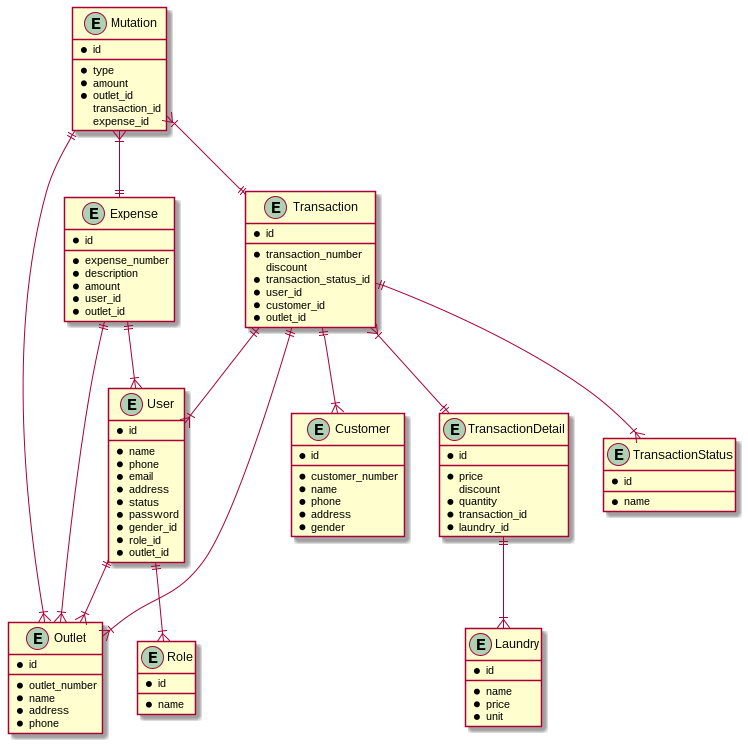 E Mutation
id
type
amount
outlet_id
transaction_id
expense_id
E Expense
id
expense_number
description
amount
user_id
outlet_id
E Transaction
id
transaction_number
discount
transaction_status_id
user_id
customer_id
outlet_id
E User
id
name
phone
email
address
status
password
gender_id
role_id
outlet_id
E Customer
id
customer_number
name
phone
address
gender
E TransactionDetail
id
price
discount
quantity
transaction_id
laundry_id
E TransactionStatus
id
name
E Outlet
id
outlet_number
name
address
phone
E Role
id
name
E Laundry
id
name
price
unit